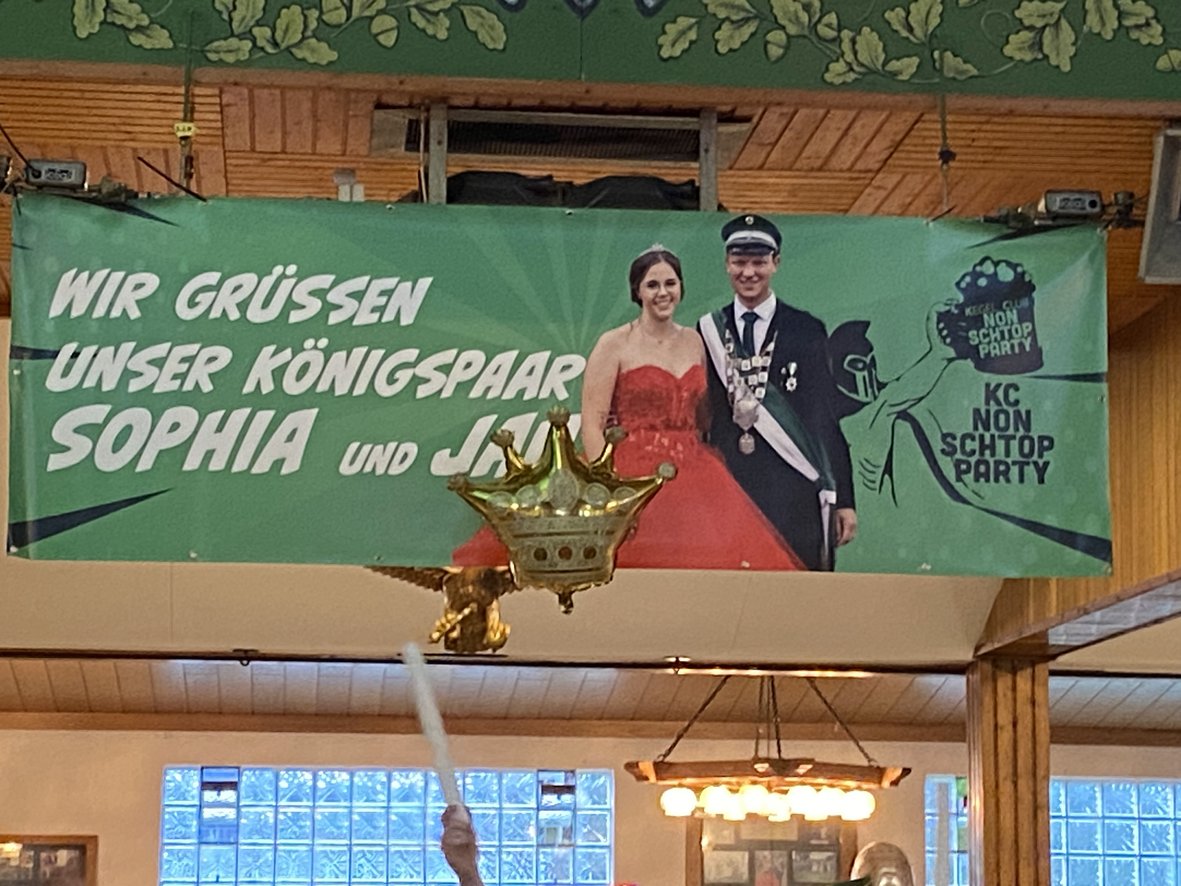 WIR GRÜSSEN
UNSER KÖNIGSPAAR
SOPHIA UND
KEGEL CLUB
NON
SCHTOP
PARTY
KC
NON
SCHTOP
PARTY